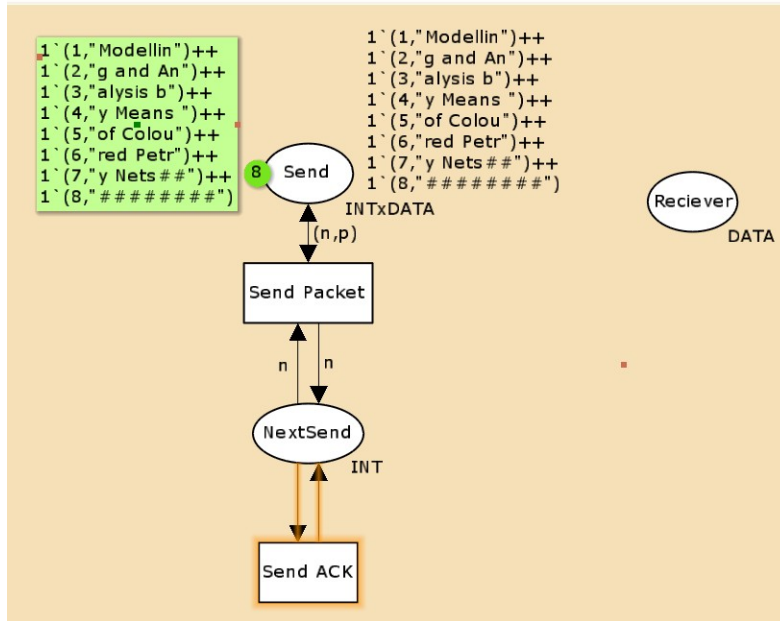 1`(1,"Modellin")++
1`(2,"g and An")++
1`(3,"alysis b")++
1`(4,"y Means ")++
1`(5,"of Colou")++
1`(6,"red Petr")++
1`(7,"y Nets##")++
1`(8,"########")
1`(1,"Modellin")++
1`(2,"g and An")++
1`(3,"alysis b")++
1`(4,"y Means ")++
1`(5,"of Colou")++
1`(6,"red Petr")++
1`(7,"y Nets##")++
1`(8,"########")
8
Send
INTxDATA
Reciever
DATA
(n,p)
Send Packet
n
n
NextSend
INT
Send ACK